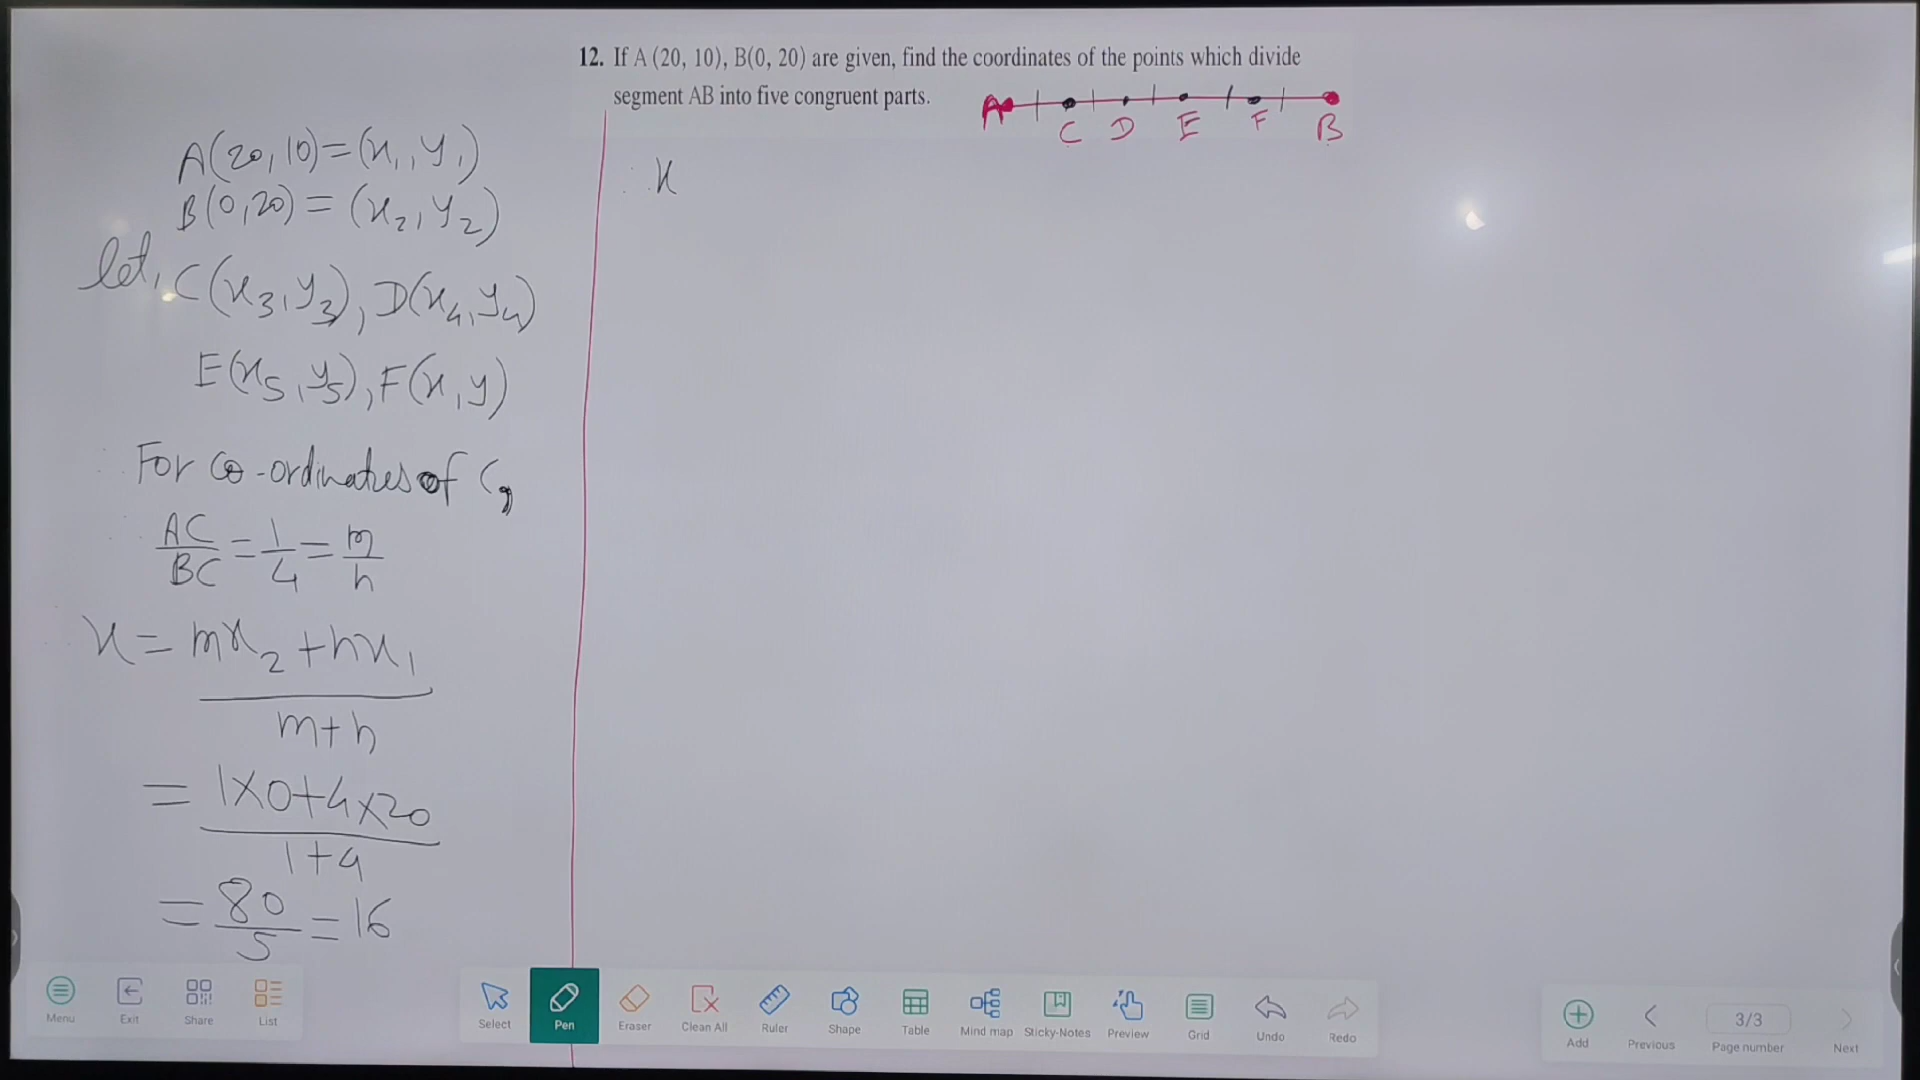 12. If A (20, 10), B(0, 20) are given, find the coordinates of the points which divide
segment AB into five congruent parts.
A C D E F B
A(20,10)=(x₁,y₁)
B(0,20)=(x₂,y₂)
let, C(x₃,y₃), D(x₄,y₄)
E(x₅,y₅), F(x,y)
For co-ordinates of C,
AC/BC = 1/4 = m/n
x = mx₂+nx₁
m+n
= 1×0+4×20
1+4
= 80/5 = 16
∴ x
Menu Exit Share List
Select Pen Eraser Clean All Ruler Shape Table Mind map Sticky-Notes Preview Grid Undo Redo
Add Previous 3/3 Page number Next